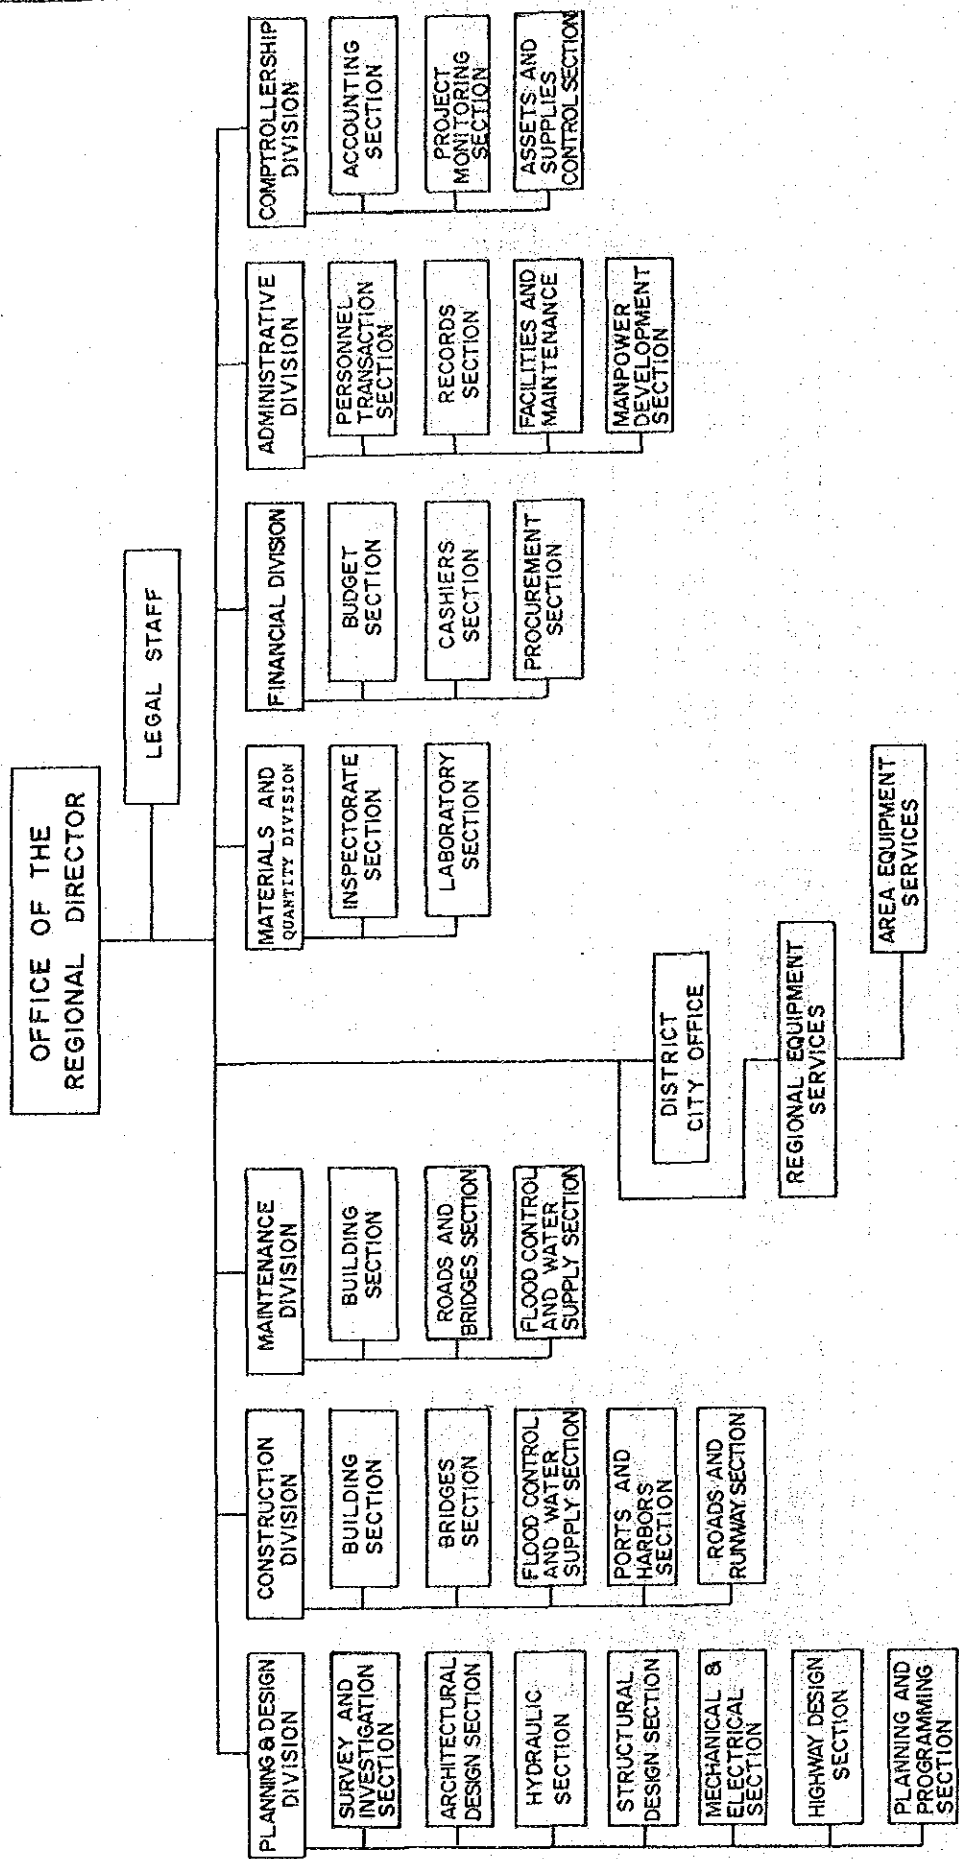 OFFICE OF THE
REGIONAL DIRECTOR
LEGAL STAFF
PLANNING & DESIGN
DIVISION
SURVEY AND
INVESTIGATION
SECTION
ARCHITECTURAL
DESIGN SECTION
HYDRAULIC
SECTION
STRUCTURAL
DESIGN SECTION
MECHANICAL &
ELECTRICAL
SECTION
HIGHWAY DESIGN
SECTION
PLANNING AND
PROGRAMMING
SECTION
CONSTRUCTION
DIVISION
BUILDING
SECTION
BRIDGES
SECTION
FLOOD CONTROL
AND WATER
SUPPLY SECTION
PORTS AND
HARBORS
SECTION
ROADS AND
RUNWAY SECTION
MAINTENANCE
DIVISION
BUILDING
SECTION
ROADS AND
BRIDGES SECTION
FLOOD CONTROL
AND WATER
SUPPLY SECTION
DISTRICT
CITY OFFICE
REGIONAL EQUIPMENT
SERVICES
AREA EQUIPMENT
SERVICES
MATERIALS AND
QUANTITY DIVISION
INSPECTORATE
SECTION
LABORATORY
SECTION
FINANCIAL DIVISION
BUDGET
SECTION
CASHIERS
SECTION
PROCUREMENT
SECTION
ADMINISTRATIVE
DIVISION
PERSONNEL
TRANSACTION
SECTION
RECORDS
SECTION
FACILITIES AND
MAINTENANCE
MANPOWER
DEVELOPMENT
SECTION
COMPTROLLERSHIP
DIVISION
ACCOUNTING
SECTION
PROJECT
MONITORING
SECTION
ASSETS AND
SUPPLIES
CONTROL SECTION